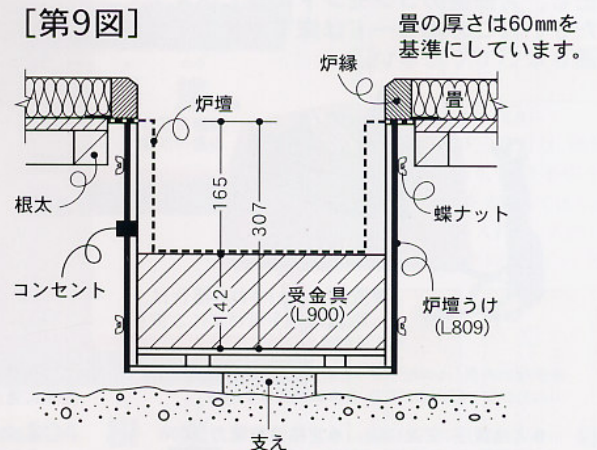 [第9図]
畳の厚さは60㎜を
基準にしています。
炉縁
炉壇
畳
165
307
根太
蝶ナット
コンセント
142
受金具
(L900)
炉壇うけ
(L809)
支え